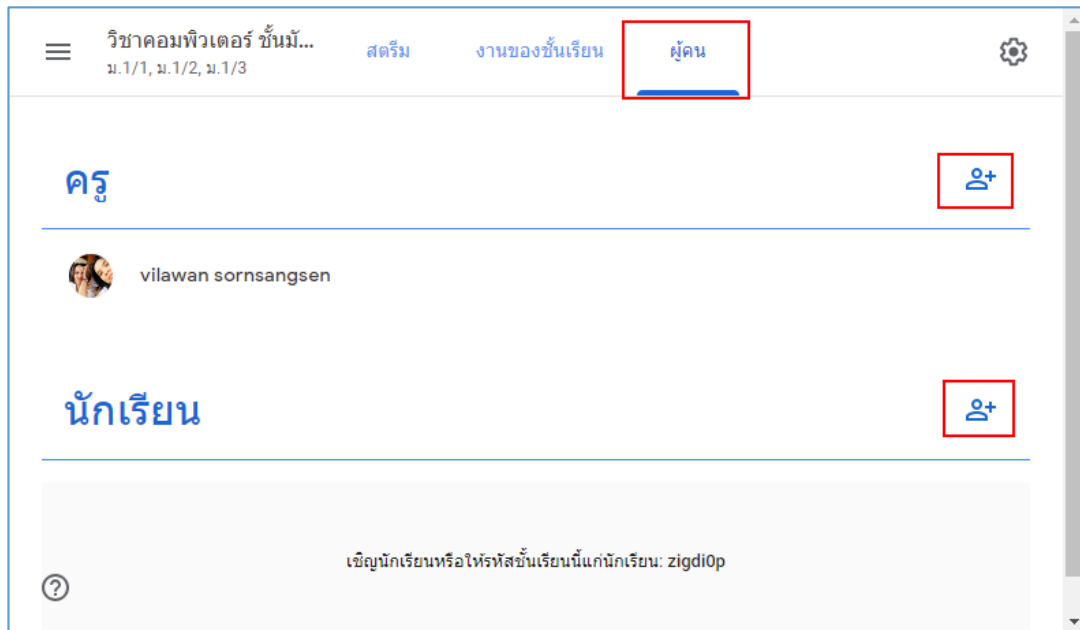 วิชาคอมพิวเตอร์ ชั้นมั...
ม.1/1, ม.1/2, ม.1/3
สตรีม
งานของชั้นเรียน
ผู้คน
ครู
vilawan sornsangsen
นักเรียน
เชิญนักเรียนหรือให้รหัสชั้นเรียนนี้แก่นักเรียน: zigdi0p